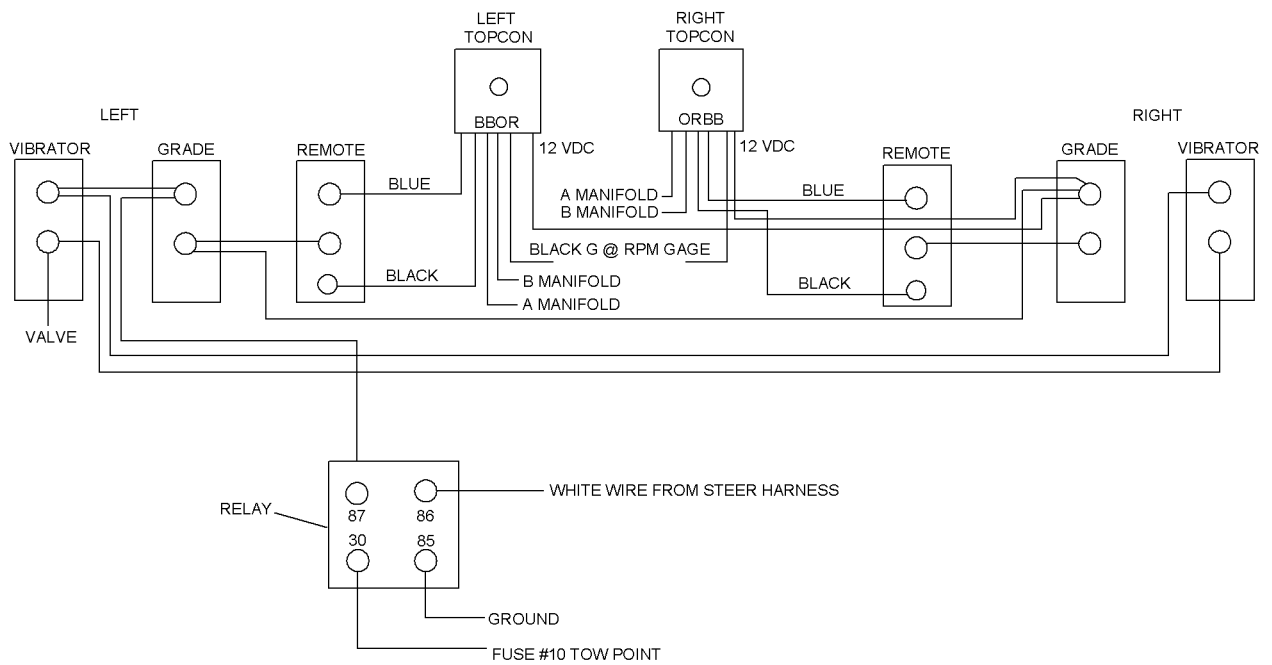 LEFT
TOPCON
RIGHT
TOPCON
LEFT
RIGHT
BBOR
ORBB
VIBRATOR
GRADE
REMOTE
12 VDC
12 VDC
REMOTE
GRADE
VIBRATOR
BLUE
A MANIFOLD
B MANIFOLD
BLUE
BLACK G @ RPM GAGE
BLACK
B MANIFOLD
A MANIFOLD
BLACK
VALVE
RELAY
87
86
30
85
WHITE WIRE FROM STEER HARNESS
GROUND
FUSE #10 TOW POINT